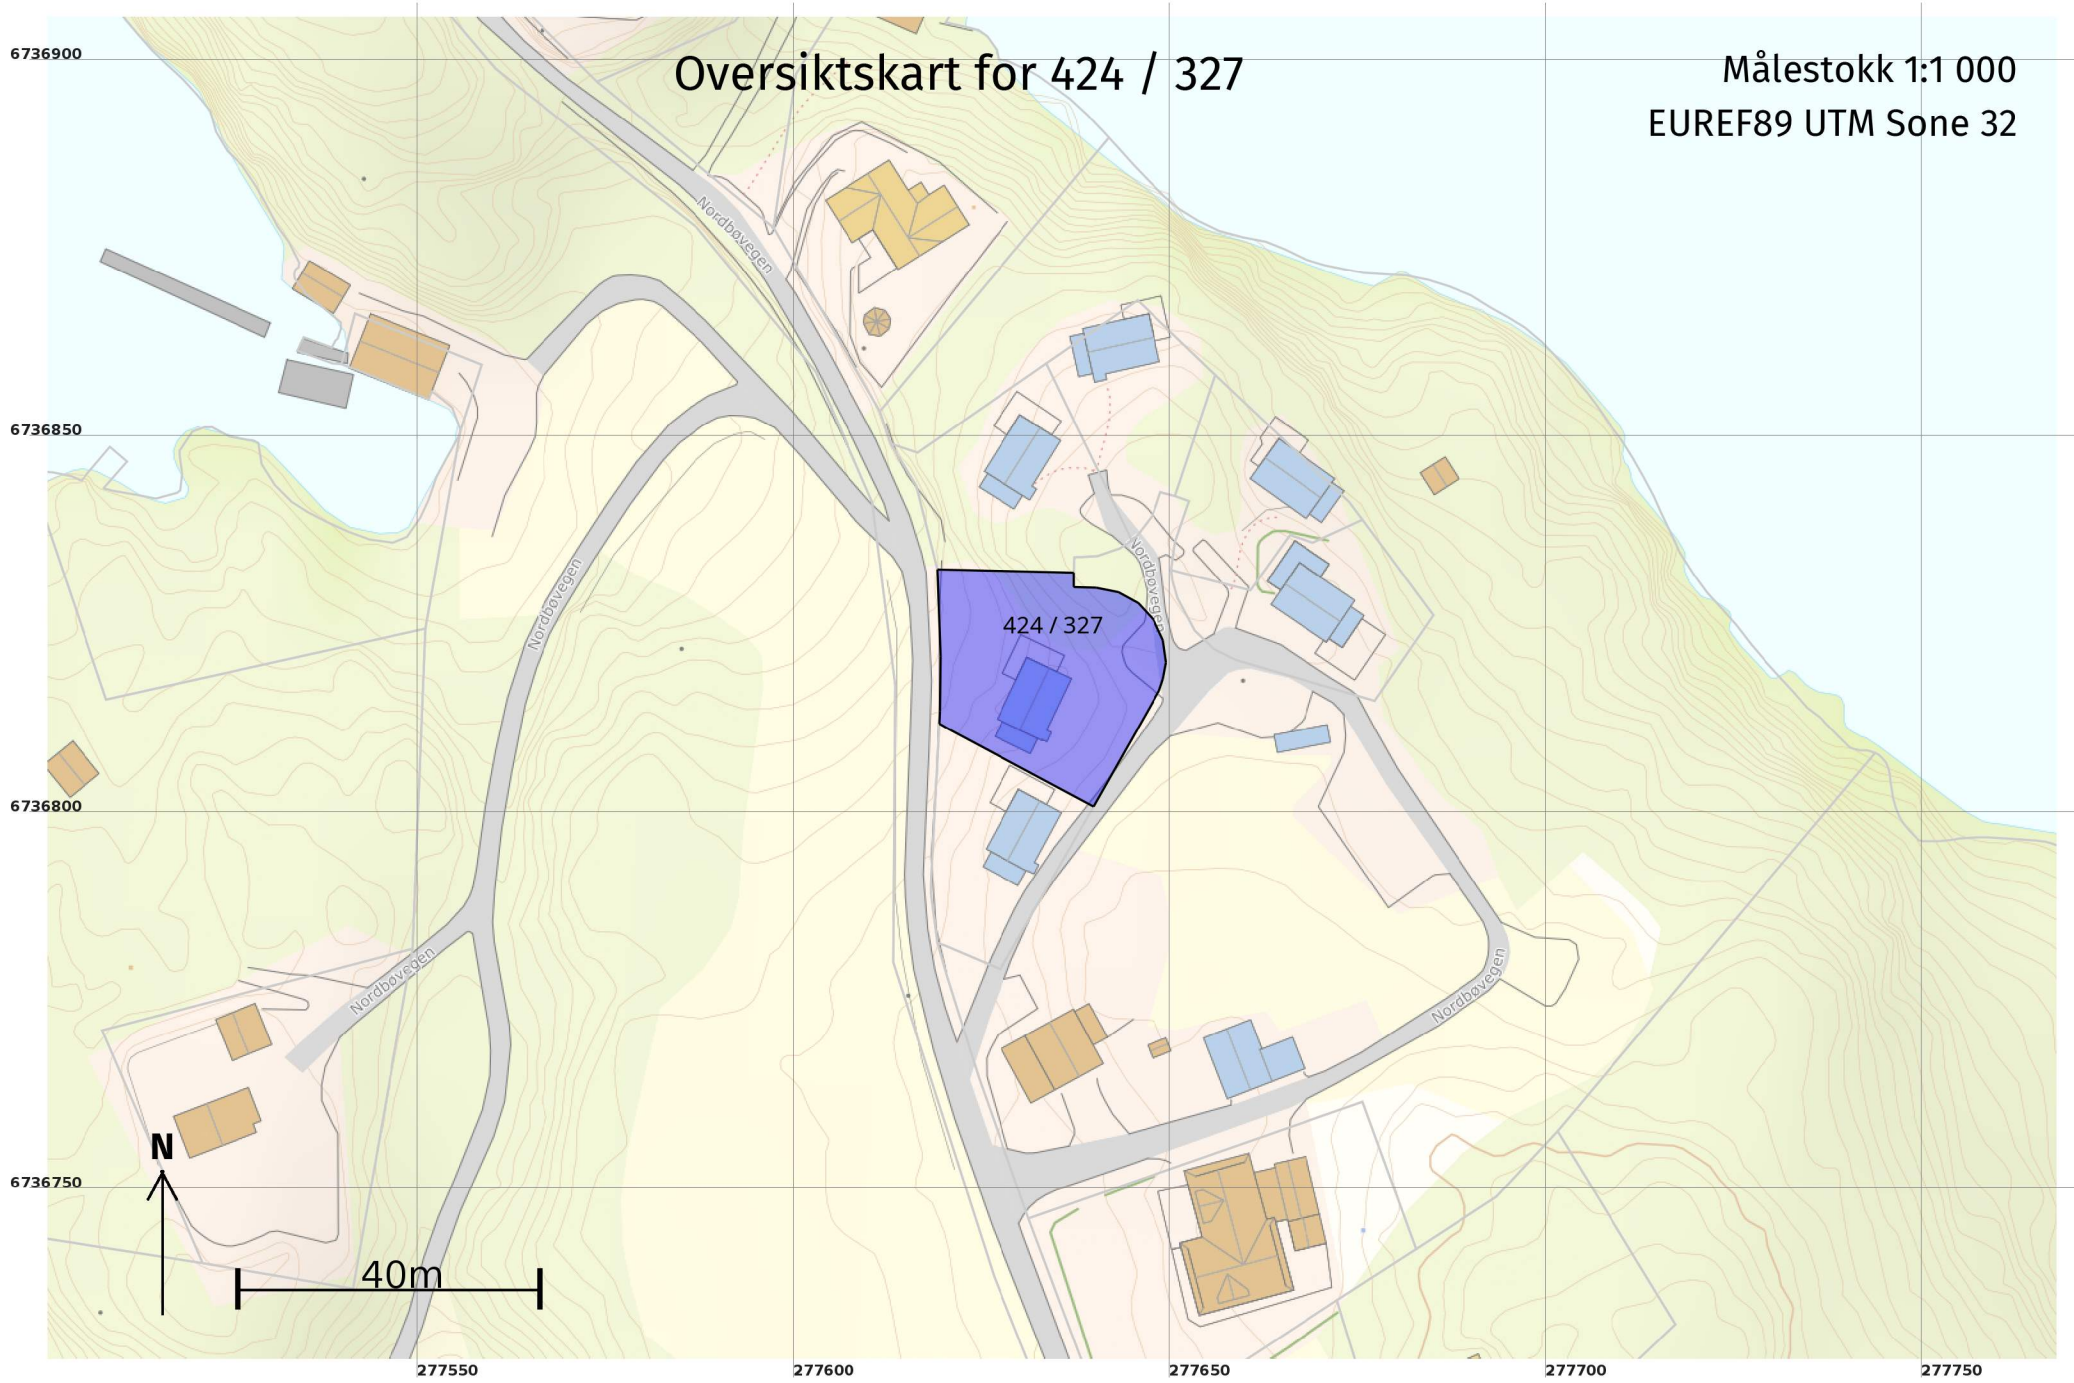 Oversiktskart for 424 / 327
Målestokk 1:1 000
EUREF89 UTM Sone 32
6736900
6736850
6736800
6736750
Nordbøvegen
Nordbøvegen
Nordbøvegen
424 / 327
Nordbøvegen
Nordbøvegen
N
40m
277550
277600
277650
277700
277750